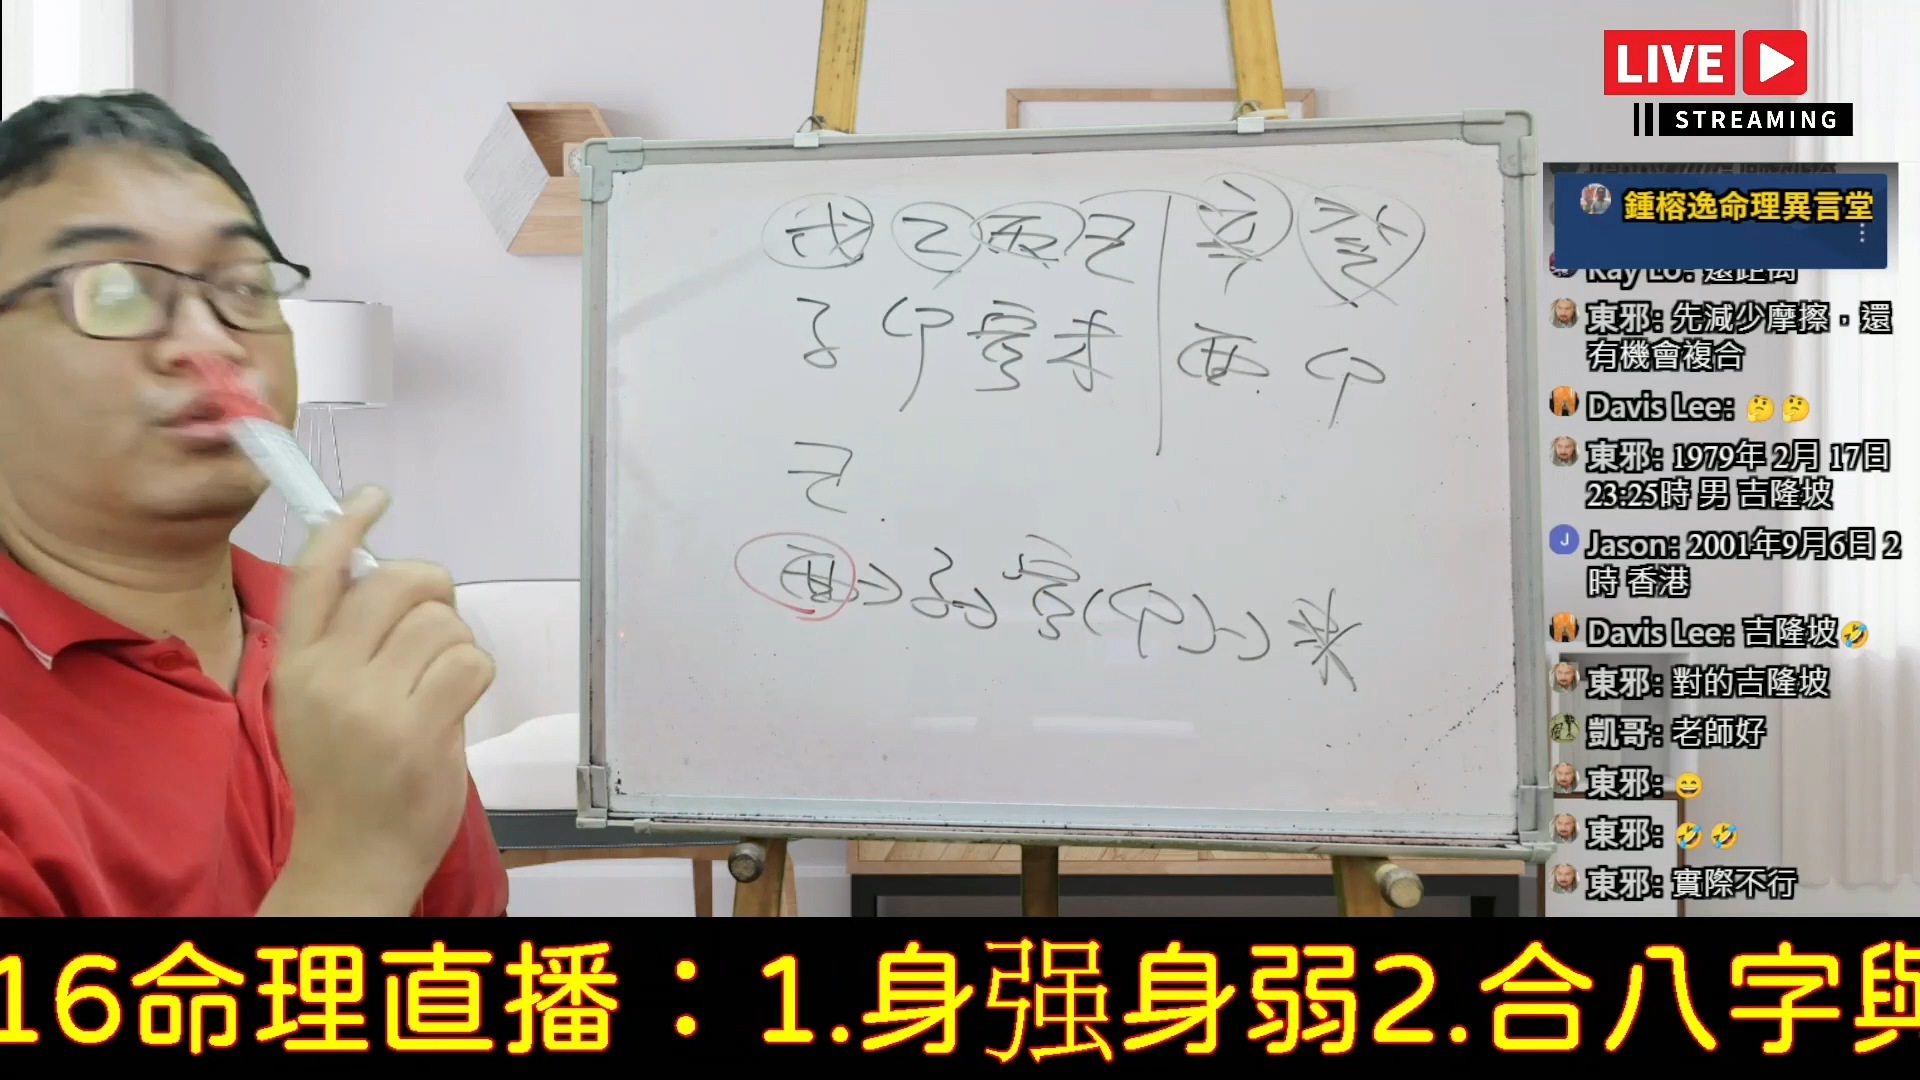 LIVE
STREAMING
鍾榕逸命理異言堂
Ray Lo: 遠距离
東邪: 先減少摩擦，還
有機會複合
Davis Lee: 🤔🤔
東邪: 1979年 2月 17日
23:25時 男 吉隆坡
J Jason: 2001年9月6日 2
時 香港
Davis Lee: 吉隆坡🤣
東邪: 對的吉隆坡
凱哥: 老師好
東邪: 😄
東邪: 🤣🤣
東邪: 實際不行
戊 乙 丙 己 辛 癸
子 卯 寅 未 酉 卯
己
酉 子 寅(卯)
16命理直播：1.身强身弱2.合八字與